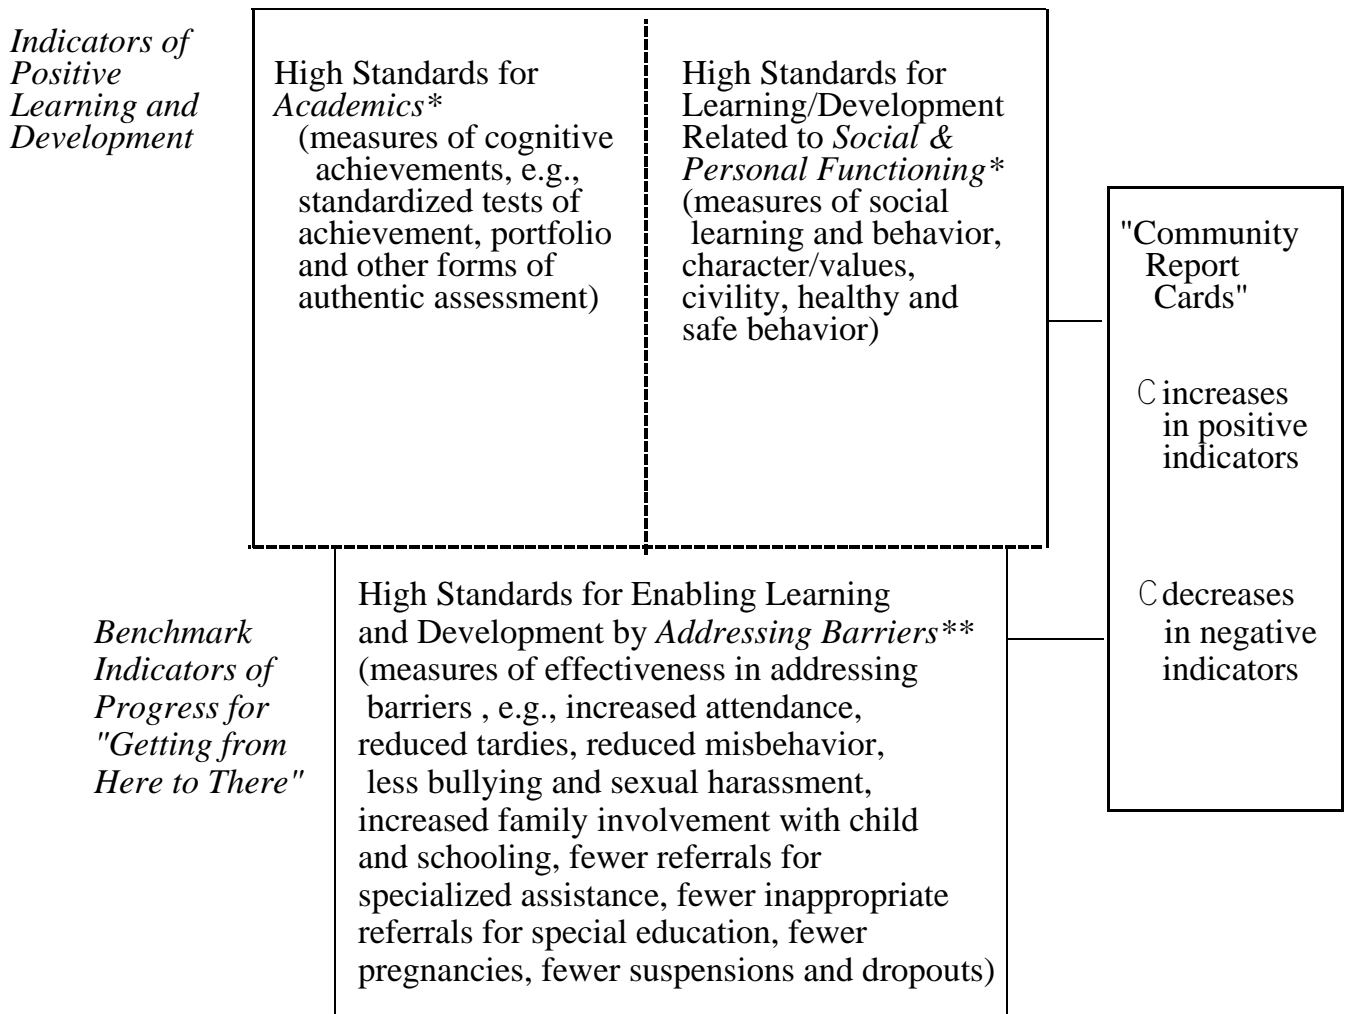 Indicators of
Positive
Learning and
Development
High Standards for
Academics*
(measures of cognitive
achievements, e.g.,
standardized tests of
achievement, portfolio
and other forms of
authentic assessment)
High Standards for
Learning/Development
Related to Social &
Personal Functioning*
(measures of social
learning and behavior,
character/values,
civility, healthy and
safe behavior)
"Community
Report
Cards"
C increases
in positive
indicators
C decreases
in negative
indicators
Benchmark
Indicators of
Progress for
"Getting from
Here to There"
High Standards for Enabling Learning
and Development by Addressing Barriers**
(measures of effectiveness in addressing
barriers , e.g., increased attendance,
reduced tardies, reduced misbehavior,
less bullying and sexual harassment,
increased family involvement with child
and schooling, fewer referrals for
specialized assistance, fewer inappropriate
referrals for special education, fewer
pregnancies, fewer suspensions and dropouts)